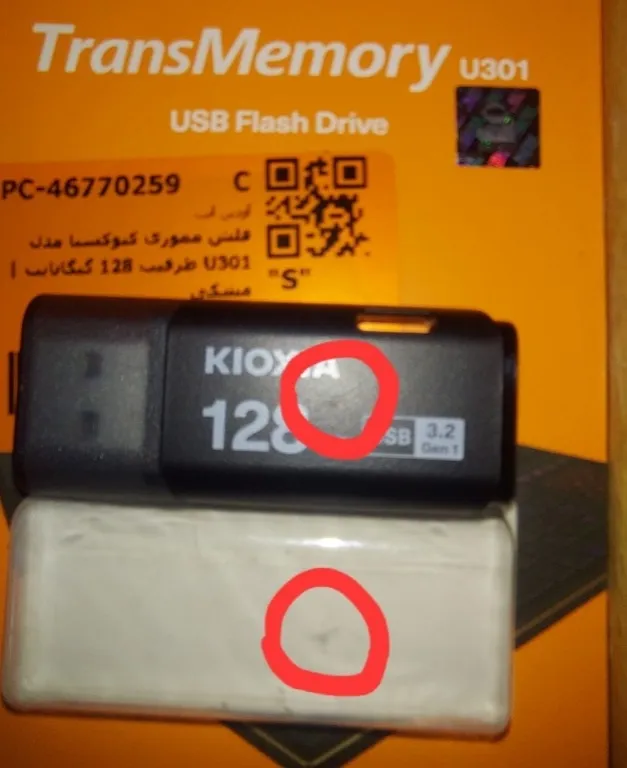 TransMemory U301
USB Flash Drive
PC-46770259 C
فلش مموری کیوکسیا مدل
U301 ظرفیت 128 گیگابایت |
مشکی
"S"
KIOXIA
128
USB 3.2
Gen 1